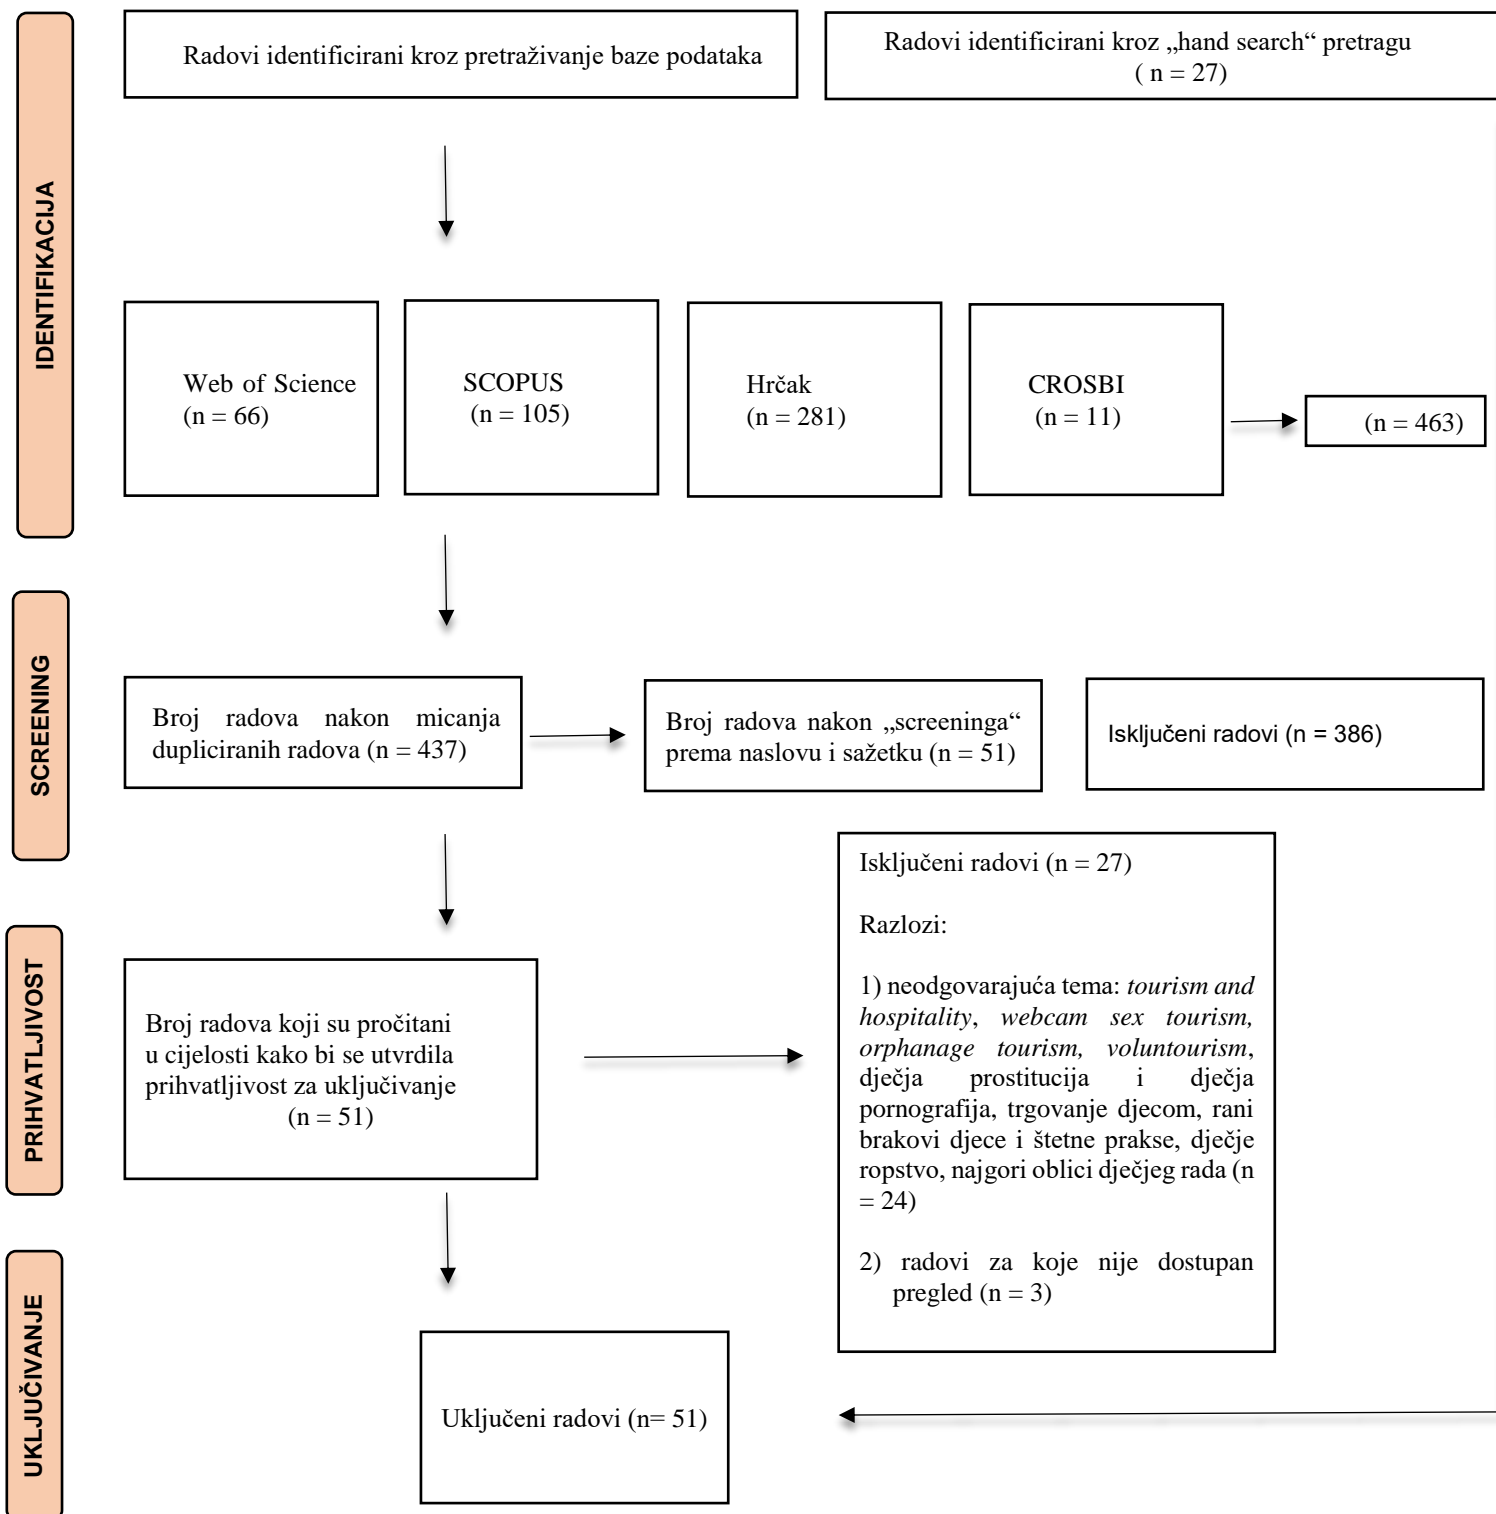 IDENTIFIKACIJA
Radovi identificirani kroz pretraživanje baze podataka
Radovi identificirani kroz „hand search“ pretragu
( n = 27)
Web of Science
(n = 66)
SCOPUS
(n = 105)
Hrčak
(n = 281)
CROSBI
(n = 11)
(n = 463)
SCREENING
Broj radova nakon micanja
dupliciranih radova (n = 437)
Broj radova nakon „screeninga“
prema naslovu i sažetku (n = 51)
Isključeni radovi (n = 386)
PRIHVATLJIVOST
Broj radova koji su pročitani
u cijelosti kako bi se utvrdila
prihvatljivost za uključivanje
(n = 51)
Isključeni radovi (n = 27)
Razlozi:
1) neodgovarajuća tema: tourism and
hospitality, webcam sex tourism,
orphanage tourism, voluntourism,
dječja prostitucija i dječja
pornografija, trgovanje djecom, rani
brakovi djece i štetne prakse, dječje
ropstvo, najgori oblici dječjeg rada (n
= 24)
2) radovi za koje nije dostupan
pregled (n = 3)
UKLJUČIVANJE
Uključeni radovi (n= 51)